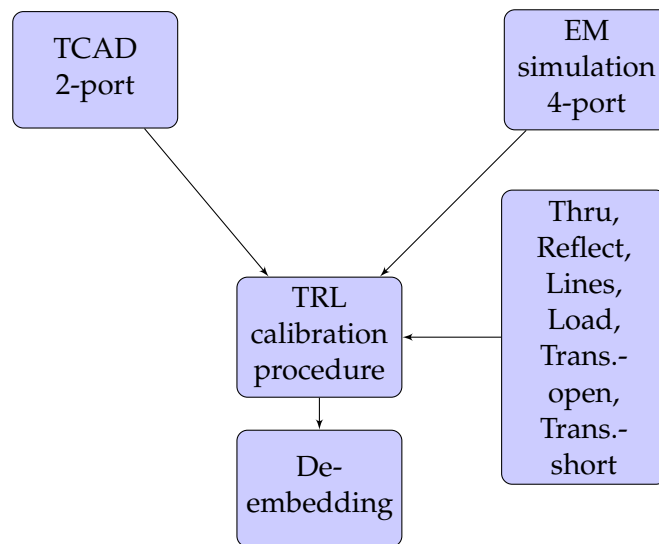 TCAD
2-port
EM
simulation
4-port
Thru,
Reflect,
Lines,
Load,
Trans.-
open,
Trans.-
short
TRL
calibration
procedure
De-
embedding